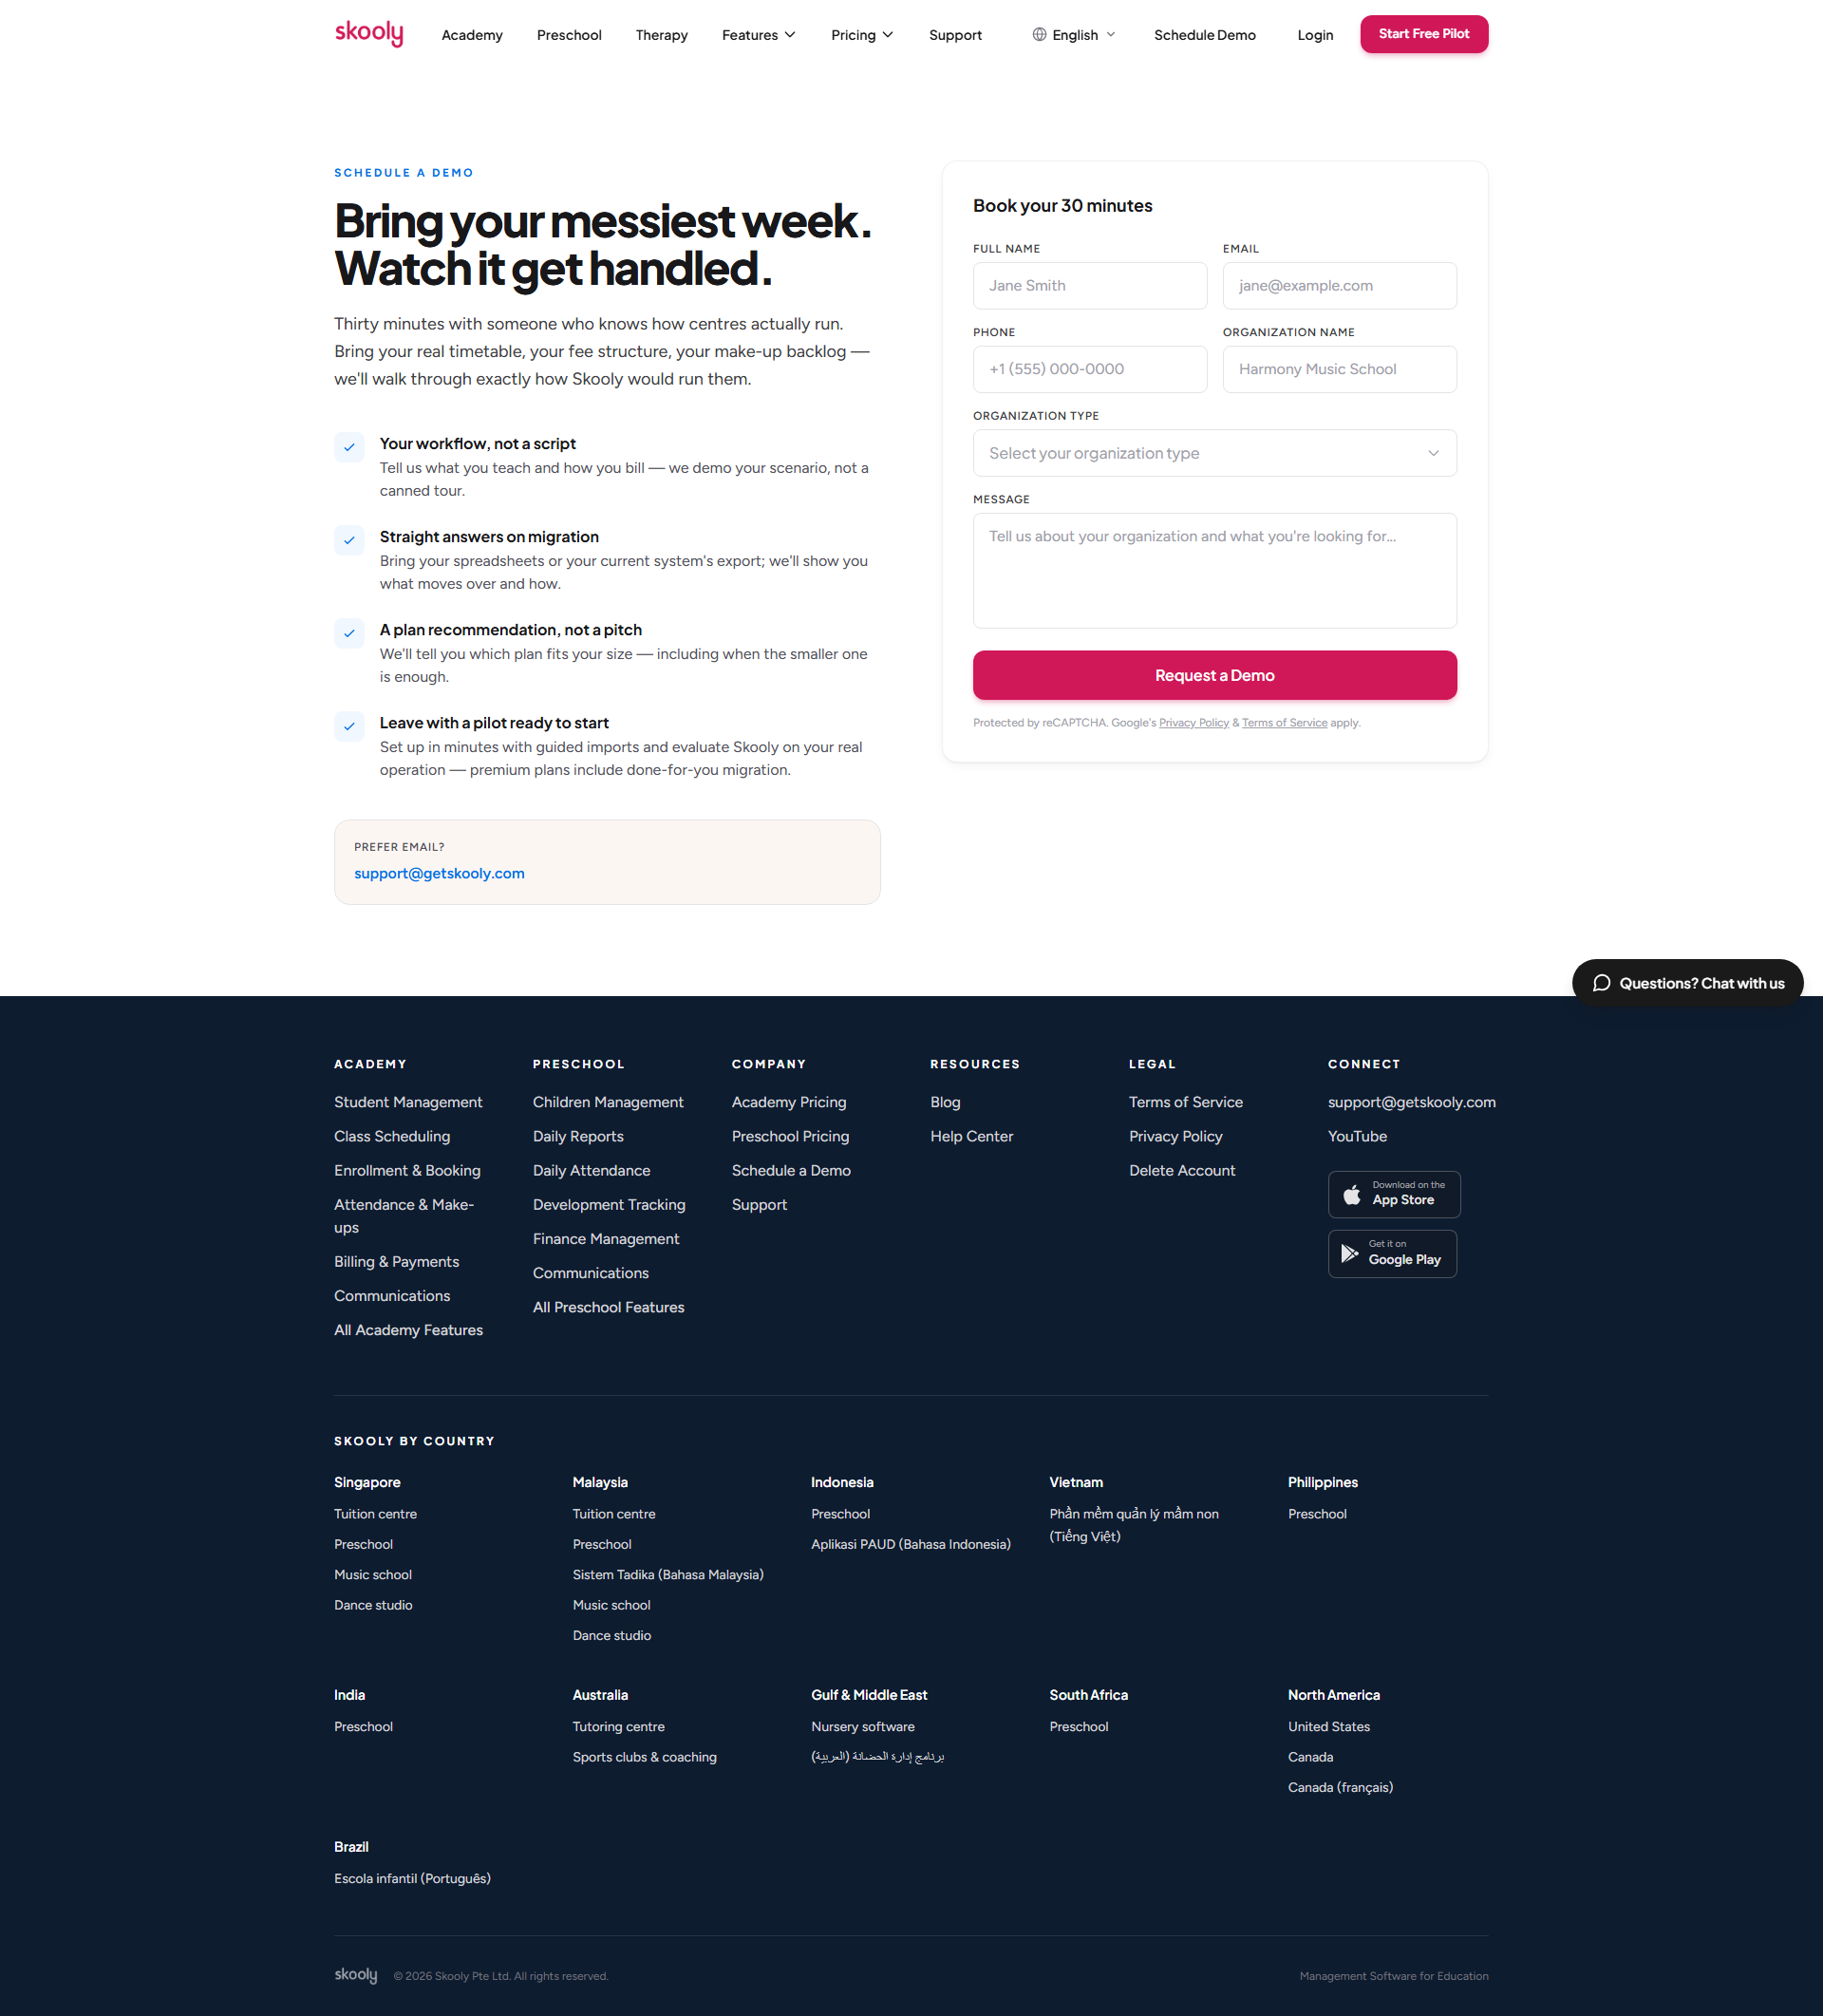 skooly
Academy
Preschool
Therapy
Features
Pricing
Support
English
Schedule Demo
Login
Start Free Pilot
SCHEDULE A DEMO
Bring your messiest week.
Watch it get handled.
Thirty minutes with someone who knows how centres actually run.
Bring your real timetable, your fee structure, your make-up backlog —
we'll walk through exactly how Skooly would run them.
Your workflow, not a script
Tell us what you teach and how you bill — we demo your scenario, not a
canned tour.
Straight answers on migration
Bring your spreadsheets or your current system's export; we'll show you
what moves over and how.
A plan recommendation, not a pitch
We'll tell you which plan fits your size — including when the smaller one
is enough.
Leave with a pilot ready to start
Set up in minutes with guided imports and evaluate Skooly on your real
operation — premium plans include done-for-you migration.
PREFER EMAIL?
support@getskooly.com
Book your 30 minutes
FULL NAME
Jane Smith
EMAIL
jane@example.com
PHONE
+1 (555) 000-0000
ORGANIZATION NAME
Harmony Music School
ORGANIZATION TYPE
Select your organization type
MESSAGE
Tell us about your organization and what you're looking for...
Request a Demo
Protected by reCAPTCHA. Google's Privacy Policy & Terms of Service apply.
Questions? Chat with us
ACADEMY
Student Management
Class Scheduling
Enrollment & Booking
Attendance & Make-
ups
Billing & Payments
Communications
All Academy Features
PRESCHOOL
Children Management
Daily Reports
Daily Attendance
Development Tracking
Finance Management
Communications
All Preschool Features
COMPANY
Academy Pricing
Preschool Pricing
Schedule a Demo
Support
RESOURCES
Blog
Help Center
LEGAL
Terms of Service
Privacy Policy
Delete Account
CONNECT
support@getskooly.com
YouTube
Download on the
App Store
Get it on
Google Play
SKOOLY BY COUNTRY
Singapore
Tuition centre
Preschool
Music school
Dance studio
Malaysia
Tuition centre
Preschool
Sistem Tadika (Bahasa Malaysia)
Music school
Dance studio
Indonesia
Preschool
Aplikasi PAUD (Bahasa Indonesia)
Vietnam
Phần mềm quản lý mầm non
(Tiếng Việt)
Philippines
Preschool
India
Preschool
Australia
Tutoring centre
Sports clubs & coaching
Gulf & Middle East
Nursery software
برنامج إدارة الحضانة (العربية)
South Africa
Preschool
North America
United States
Canada
Canada (français)
Brazil
Escola infantil (Português)
skooly
© 2026 Skooly Pte Ltd. All rights reserved.
Management Software for Education